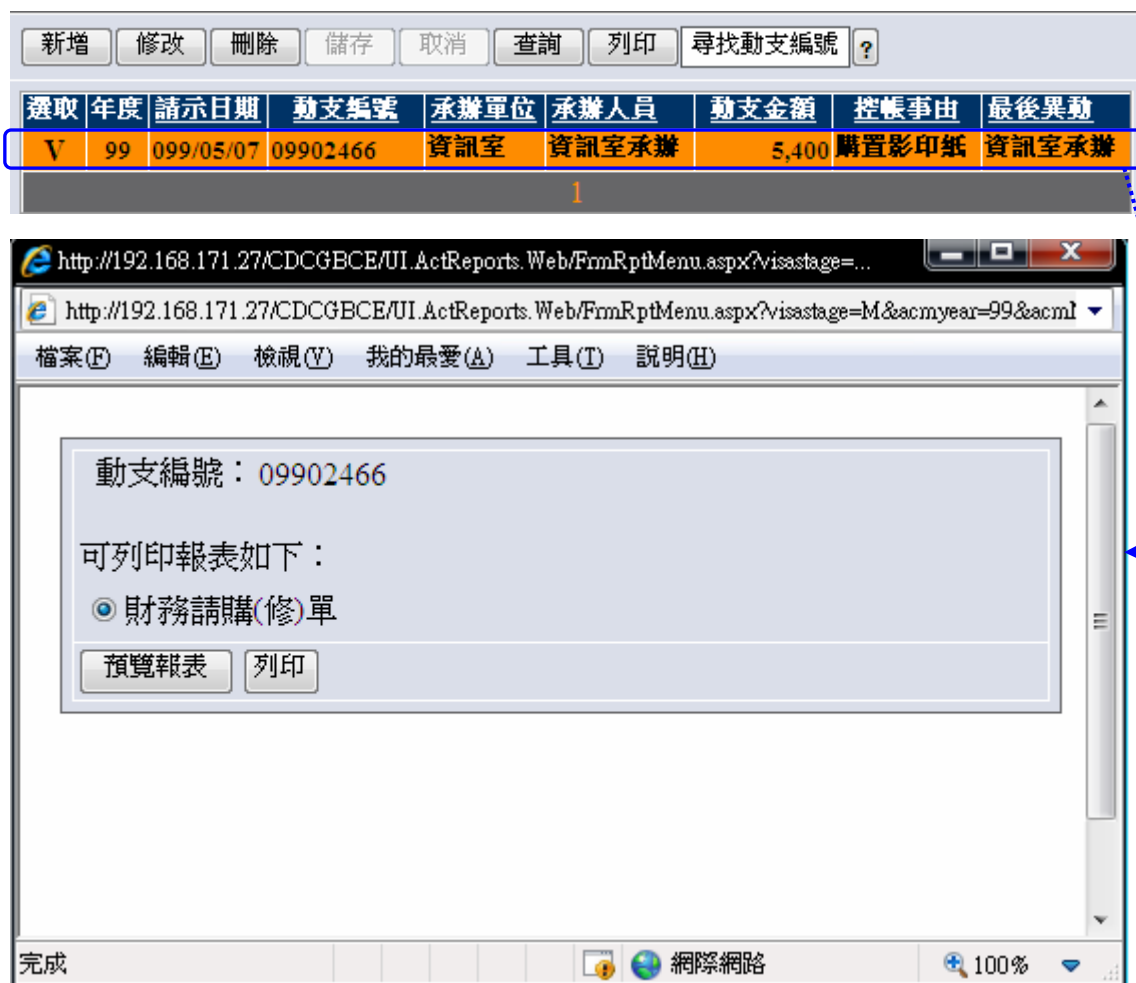 新增 修改 刪除 儲存 取消 查詢 列印 尋找動支編號 ?
選取 年度 請示日期 動支編號 承辦單位 承辦人員 動支金額 控帳事由 最後異動
V 99 099/05/07 09902466 資訊室 資訊室承辦 5,400 購置影印紙 資訊室承辦
1
http://192.168.171.27/CDCGBCE/UI.ActReports.Web/FrmRptMenu.aspx?visastage=...
http://192.168.171.27/CDCGBCE/UI.ActReports.Web/FrmRptMenu.aspx?visastage=M&acmyear=99&acm
檔案(F) 編輯(E) 檢視(V) 我的最愛(A) 工具(T) 說明(H)
動支編號：09902466
可列印報表如下：
財務請購(修)單
預覽報表 列印
完成 網際網路 100%